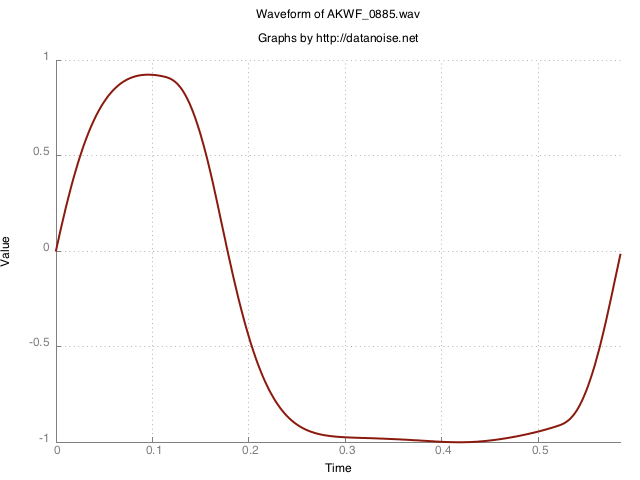 Waveform of AKWF_0885.wav
Graphs by http://datanoise.net
1
0.5
0
-0.5
-1
Value
0 0.1 0.2 0.3 0.4 0.5
Time